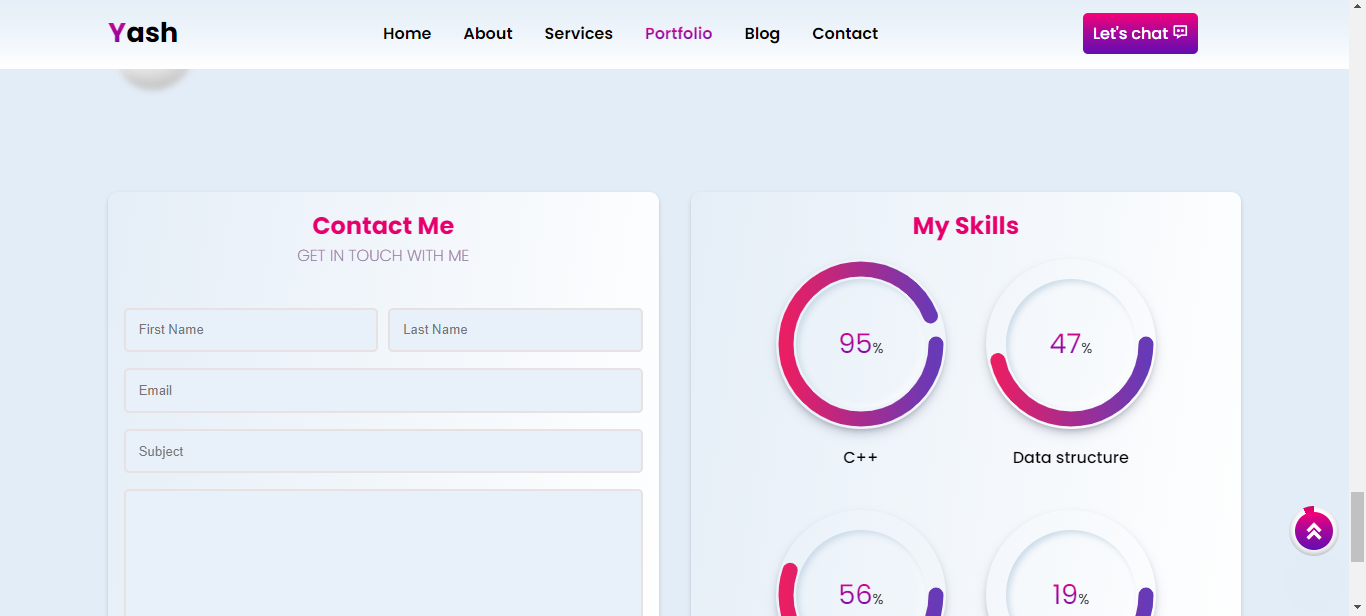 Yash
Home About Services Portfolio Blog Contact
Let's chat
Contact Me
GET IN TOUCH WITH ME
First Name Last Name
Email
Subject
My Skills
95% 47%
C++ Data structure
56% 19%